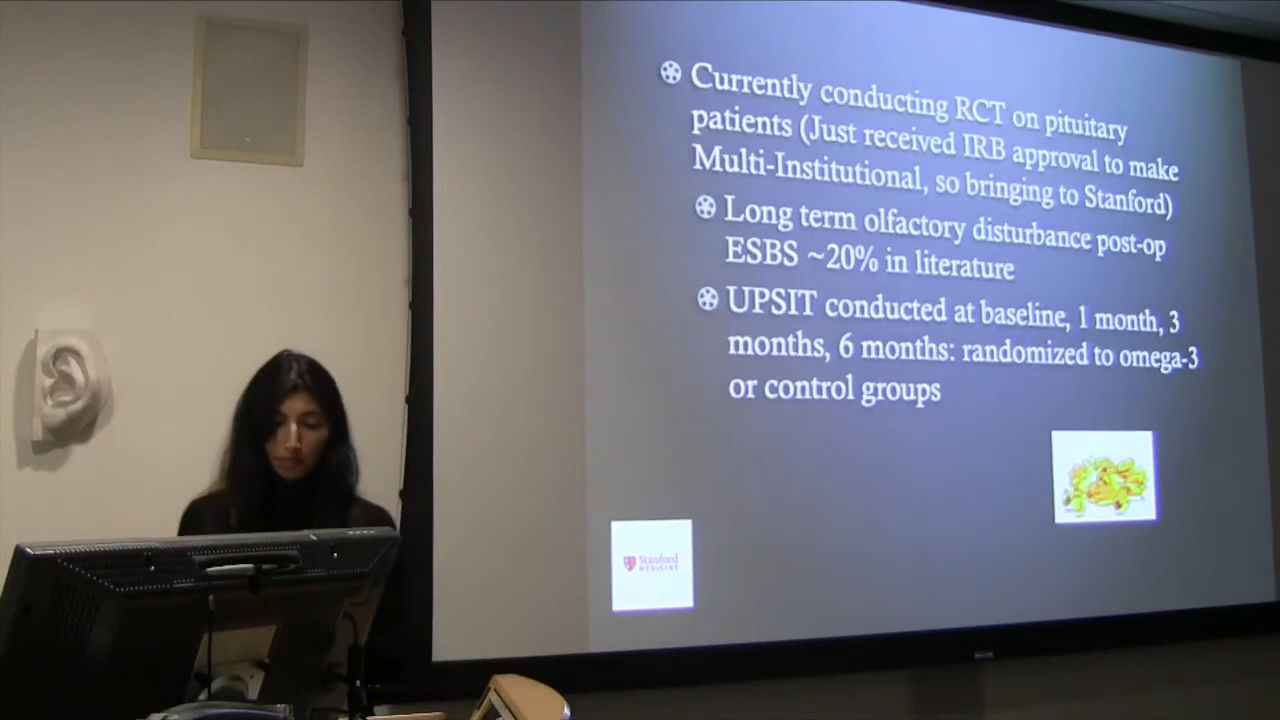 Currently conducting RCT on pituitary
patients (Just received IRB approval to make
Multi-Institutional, so bringing to Stanford)
Long term olfactory disturbance post-op
ESBS ~20% in literature
UPSIT conducted at baseline, 1 month, 3
months, 6 months: randomized to omega-3
or control groups
Stanford
MEDICINE